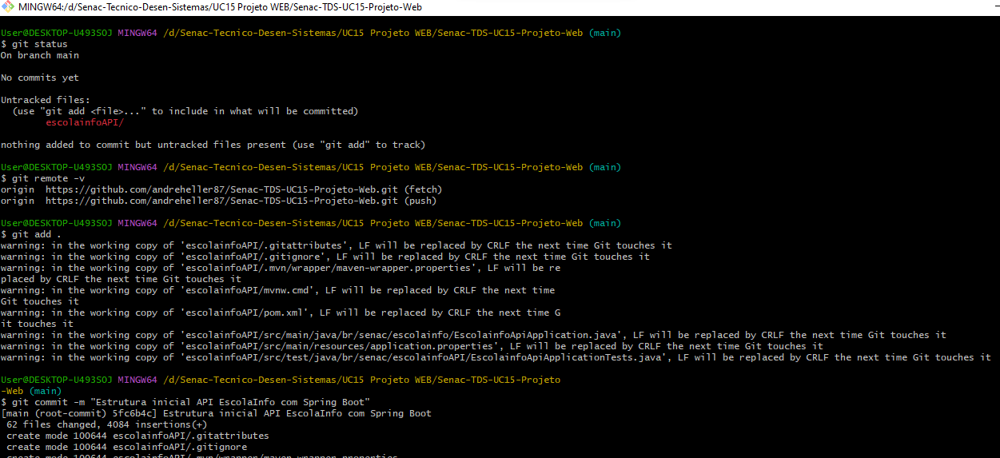 MINGW64:/d/Senac-Tecnico-Desen-Sistemas/UC15 Projeto WEB/Senac-TDS-UC15-Projeto-Web
User@DESKTOP-U493SOJ MINGW64 /d/Senac-Tecnico-Desen-Sistemas/UC15 Projeto WEB/Senac-TDS-UC15-Projeto-Web (main)
$ git status
On branch main
No commits yet
Untracked files:
(use "git add <file>..." to include in what will be committed)
escolainfoAPI/
nothing added to commit but untracked files present (use "git add" to track)
User@DESKTOP-U493SOJ MINGW64 /d/Senac-Tecnico-Desen-Sistemas/UC15 Projeto WEB/Senac-TDS-UC15-Projeto-Web (main)
$ git remote -v
origin  https://github.com/andreheller87/Senac-TDS-UC15-Projeto-Web.git (fetch)
origin  https://github.com/andreheller87/Senac-TDS-UC15-Projeto-Web.git (push)
User@DESKTOP-U493SOJ MINGW64 /d/Senac-Tecnico-Desen-Sistemas/UC15 Projeto WEB/Senac-TDS-UC15-Projeto-Web (main)
$ git add .
warning: in the working copy of 'escolainfoAPI/.gitattributes', LF will be replaced by CRLF the next time Git touches it
warning: in the working copy of 'escolainfoAPI/.gitignore', LF will be replaced by CRLF the next time Git touches it
warning: in the working copy of 'escolainfoAPI/.mvn/wrapper/maven-wrapper.properties', LF will be re
placed by CRLF the next time Git touches it
warning: in the working copy of 'escolainfoAPI/mvnw.cmd', LF will be replaced by CRLF the next time
Git touches it
warning: in the working copy of 'escolainfoAPI/pom.xml', LF will be replaced by CRLF the next time G
it touches it
warning: in the working copy of 'escolainfoAPI/src/main/java/br/senac/escolainfo/EscolainfoApiApplication.java', LF will be replaced by CRLF the next time Git touches it
warning: in the working copy of 'escolainfoAPI/src/main/resources/application.properties', LF will be replaced by CRLF the next time Git touches it
warning: in the working copy of 'escolainfoAPI/src/test/java/br/senac/escolainfoAPI/EscolainfoApiApplicationTests.java', LF will be replaced by CRLF the next time Git touches it
User@DESKTOP-U493SOJ MINGW64 /d/Senac-Tecnico-Desen-Sistemas/UC15 Projeto WEB/Senac-TDS-UC15-Projeto
-Web (main)
$ git commit -m "Estrutura inicial API EscolaInfo com Spring Boot"
[main (root-commit) 5fc6b4c] Estrutura inicial API EscolaInfo com Spring Boot
62 files changed, 4084 insertions(+)
create mode 100644 escolainfoAPI/.gitattributes
create mode 100644 escolainfoAPI/.gitignore
create mode 100644 escolainfoAPI/.mvn/wrapper/maven-wrapper.properties